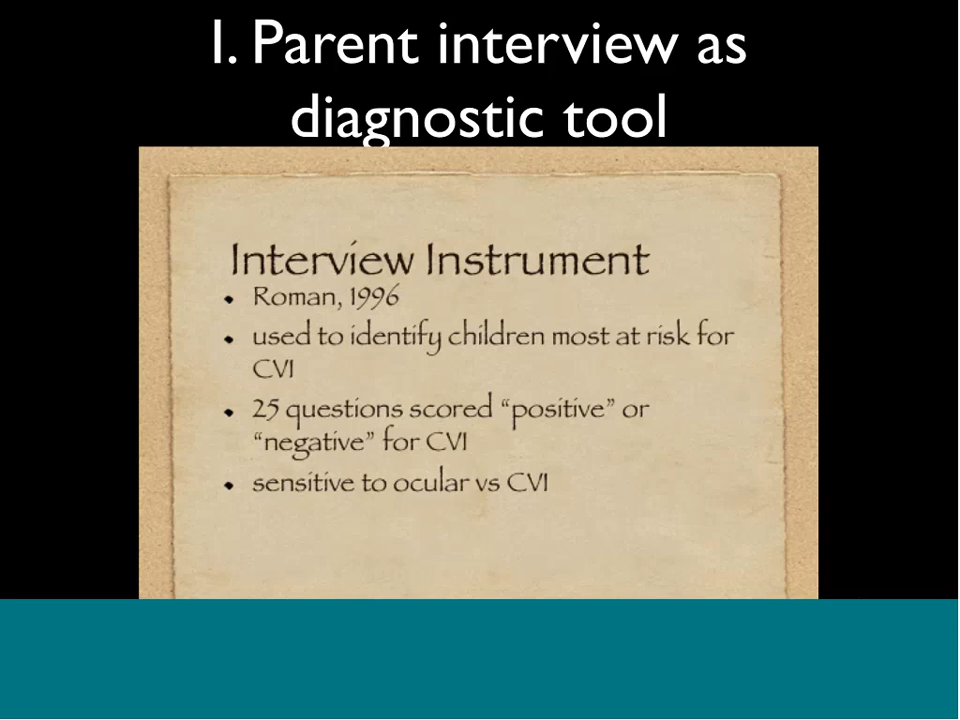 1. Parent interview as
diagnostic tool
Interview Instrument
• Roman, 1996
• used to identify children most at risk for
CVI
• 25 questions scored “positive” or
“negative” for CVI
• sensitive to ocular vs CVI